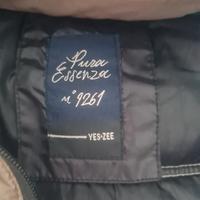 Pura
Essenza
n° 9261
YES-ZEE